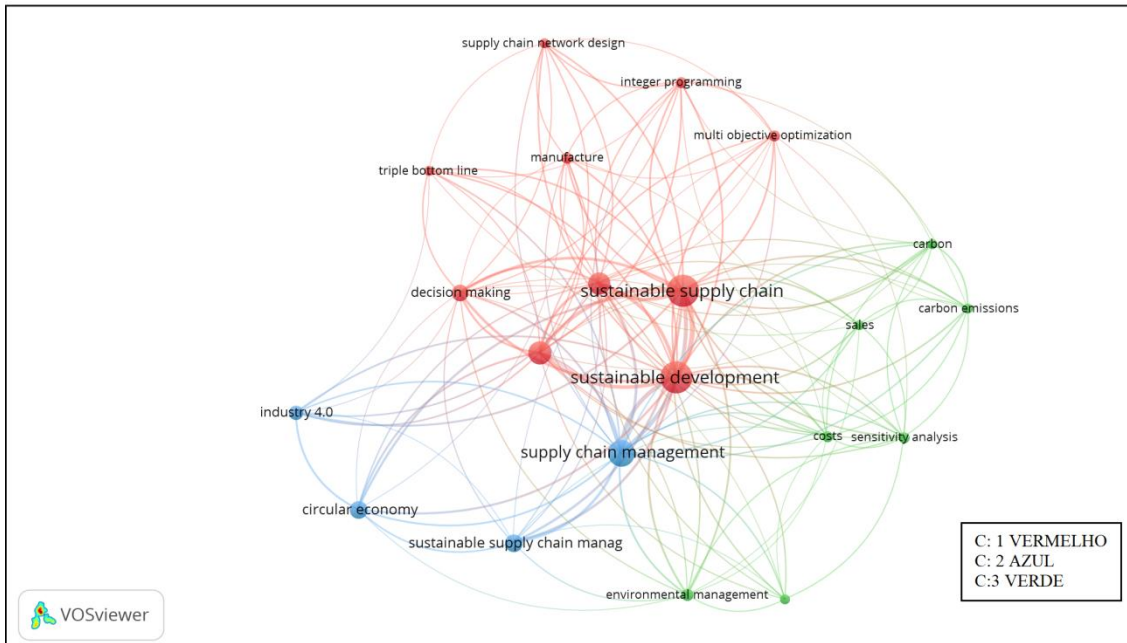 supply chain network design
integer programming
multi objective optimization
manufacture
triple bottom line
carbon
decision making
sustainable supply chain
carbon emissions
sales
sustainable development
industry 4.0
costs
sensitivity analysis
supply chain management
circular economy
sustainable supply chain manag
environmental management
C: 1 VERMELHO
C: 2 AZUL
C:3 VERDE
VOSviewer